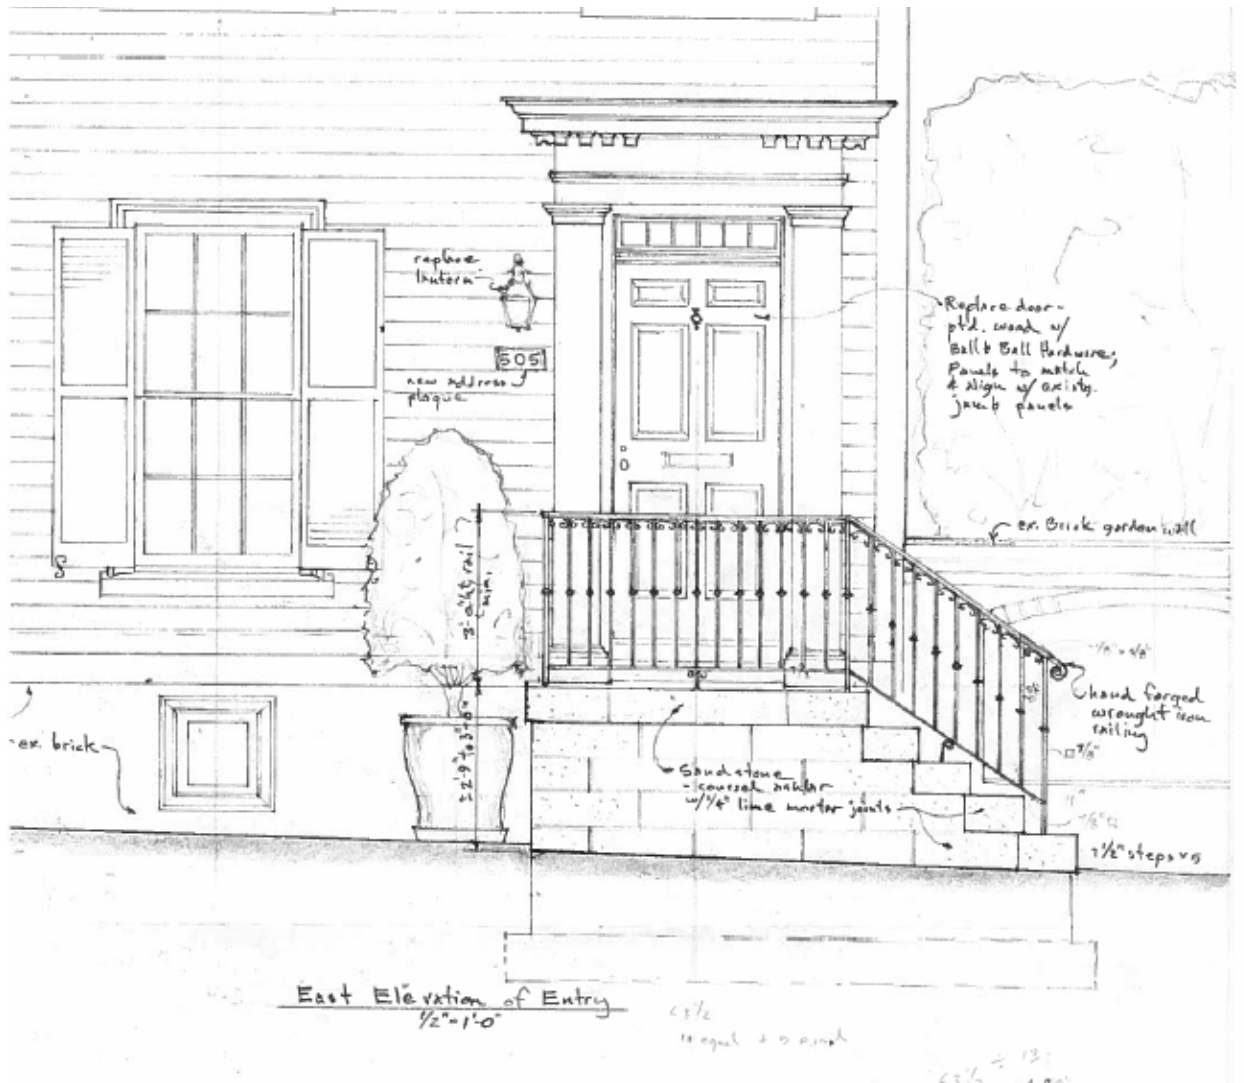 replace
lantern
505
new address
plaque
Replace door -
ptd. wood w/
Ball & Ball Hardware;
Panels to match
& align w/ existg.
jamb panels
ex. Brick garden wall
3'-0" ht. rail
min.
hand forged
wrought iron
railing
ex. brick
Sandstone
- coursed ashlar
w/ 1/4" lime mortar joints
7 1/2" steps x 5
East Elevation of Entry
1/2"=1'-0"